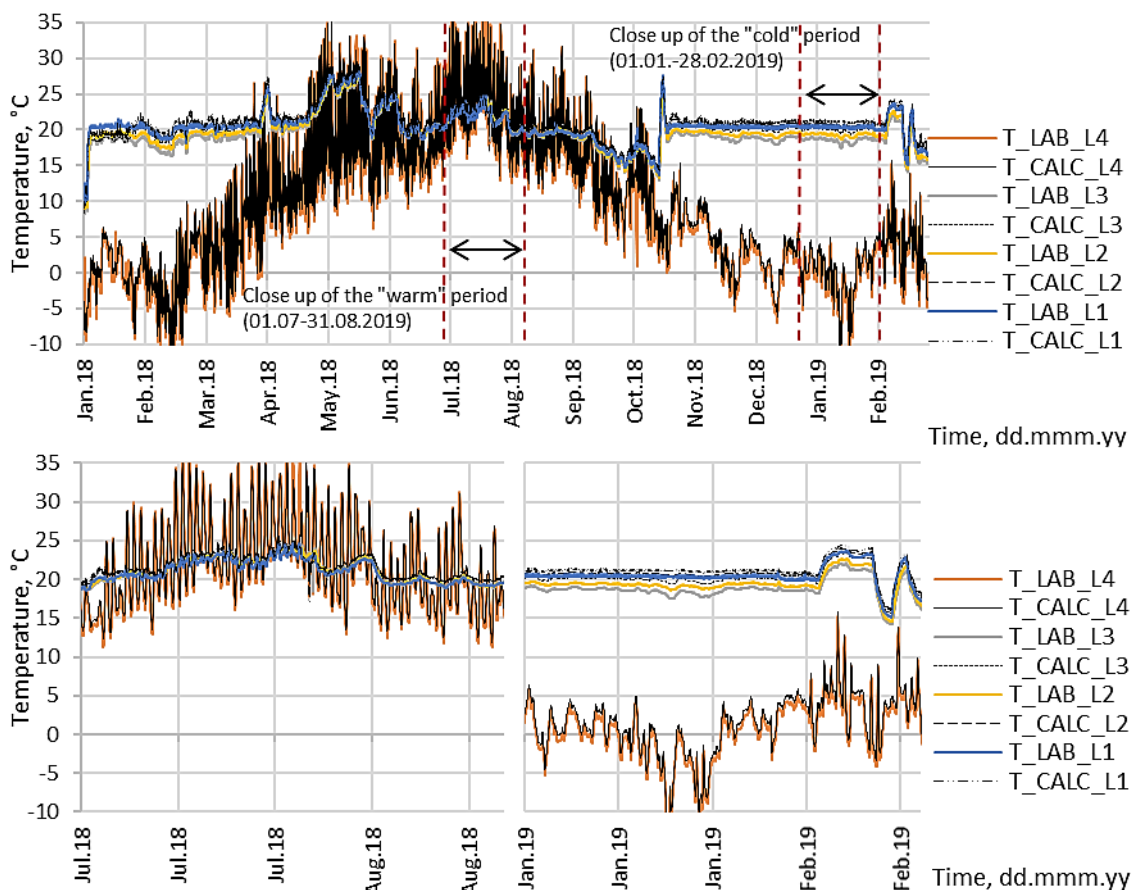 Close up of the "cold" period
(01.01.-28.02.2019)
Close up of the "warm" period
(01.07-31.08.2019)
Temperature, ˚C
35
30
25
20
15
10
5
0
-5
-10
Jan.18
Feb.18
Mar.18
Apr.18
May.18
Jun.18
Jul.18
Aug.18
Sep.18
Oct.18
Nov.18
Dec.18
Jan.19
Feb.19
T_LAB_L4
T_CALC_L4
T_LAB_L3
T_CALC_L3
T_LAB_L2
T_CALC_L2
T_LAB_L1
T_CALC_L1
Time, dd.mmm.yy
Temperature, ˚C
35
30
25
20
15
10
5
0
-5
-10
Jul.18
Jul.18
Jul.18
Aug.18
Aug.18
Jan.19
Jan.19
Jan.19
Feb.19
Feb.19
T_LAB_L4
T_CALC_L4
T_LAB_L3
T_CALC_L3
T_LAB_L2
T_CALC_L2
T_LAB_L1
T_CALC_L1
Time, dd.mmm.yy